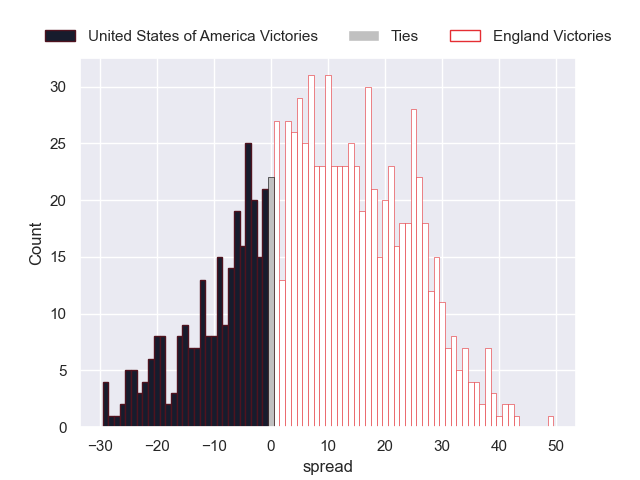 United States of America Victories Ties England Victories
30
25
20
15
10
5
0
Count
−30 −20 −10 0 10 20 30 40 50
spread